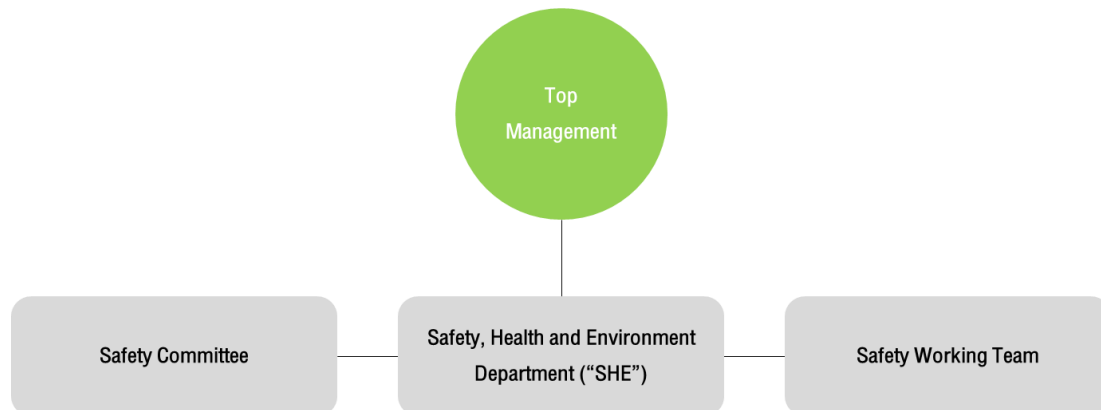 Top
Management
Safety Committee
Safety, Health and Environment
Department (“SHE”)
Safety Working Team